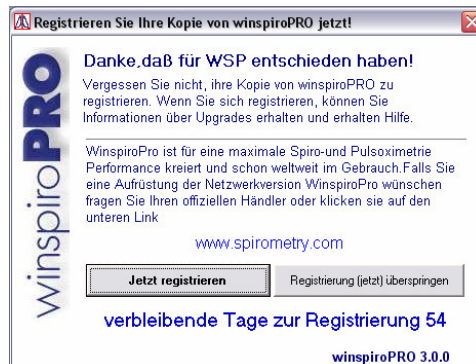 Registrieren Sie Ihre Kopie von winspiroPRO jetzt!
winspiroPRO
Danke,daß für WSP entschieden haben!
Vergessen Sie nicht, ihre Kopie von winspiroPRO zu
registrieren. Wenn Sie sich registrieren, können Sie
Informationen über Upgrades erhalten und erhalten Hilfe.
WinspiroPro ist für eine maximale Spiro-und Pulsoximetrie
Performance kreiert und schon weltweit im Gebrauch.Falls Sie
eine Aufrüstung der Netzwerkversion WinspiroPro wünschen
fragen Sie Ihren offiziellen Händler oder klicken sie auf den
unteren Link
www.spirometry.com
Jetzt registrieren
Registrierung (jetzt) überspringen
verbleibende Tage zur Registrierung 54
winspiroPRO 3.0.0